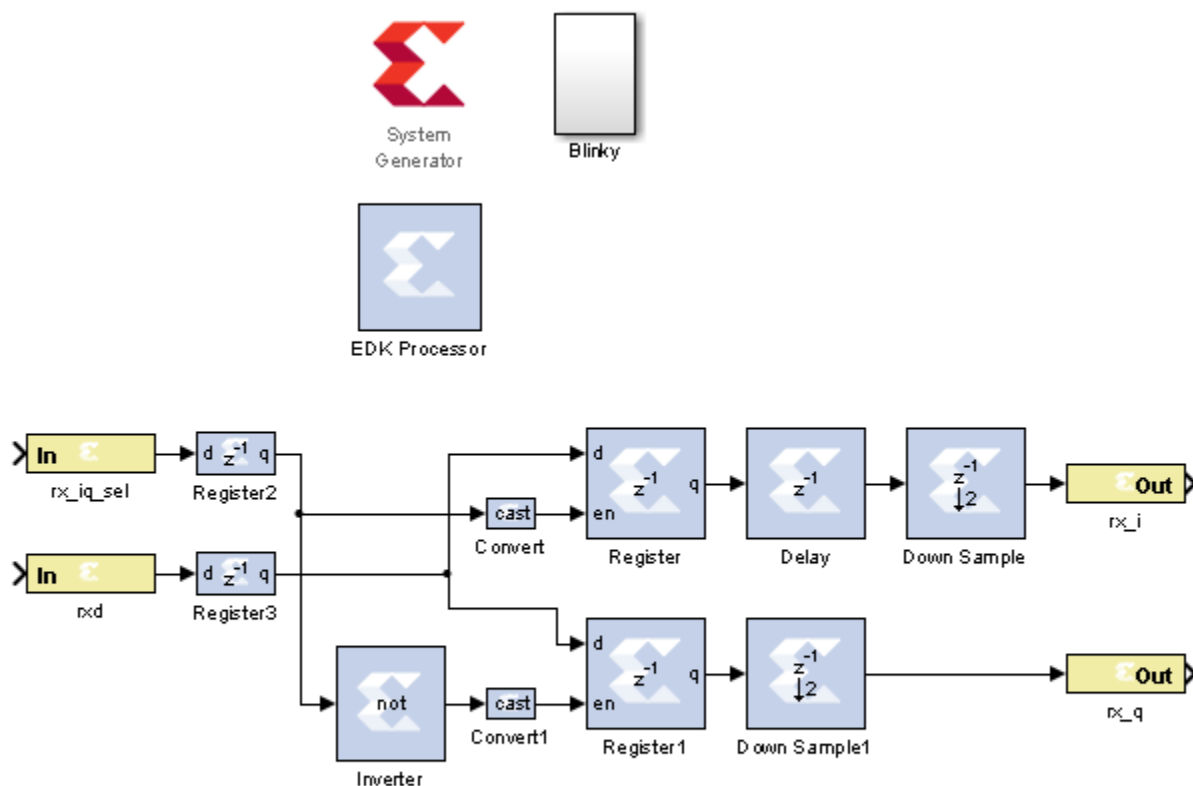 System
Generator
Blinky
EDK Processor
In
rx_iq_sel
d z⁻¹ q
Register2
cast
Convert
d
en
z⁻¹
q
Register
z⁻¹
Delay
z⁻¹
↓2
Down Sample
Out
rx_i
In
rxd
d z⁻¹ q
Register3
not
Inverter
cast
Convert1
d
en
z⁻¹
q
Register1
z⁻¹
↓2
Down Sample1
Out
rx_q